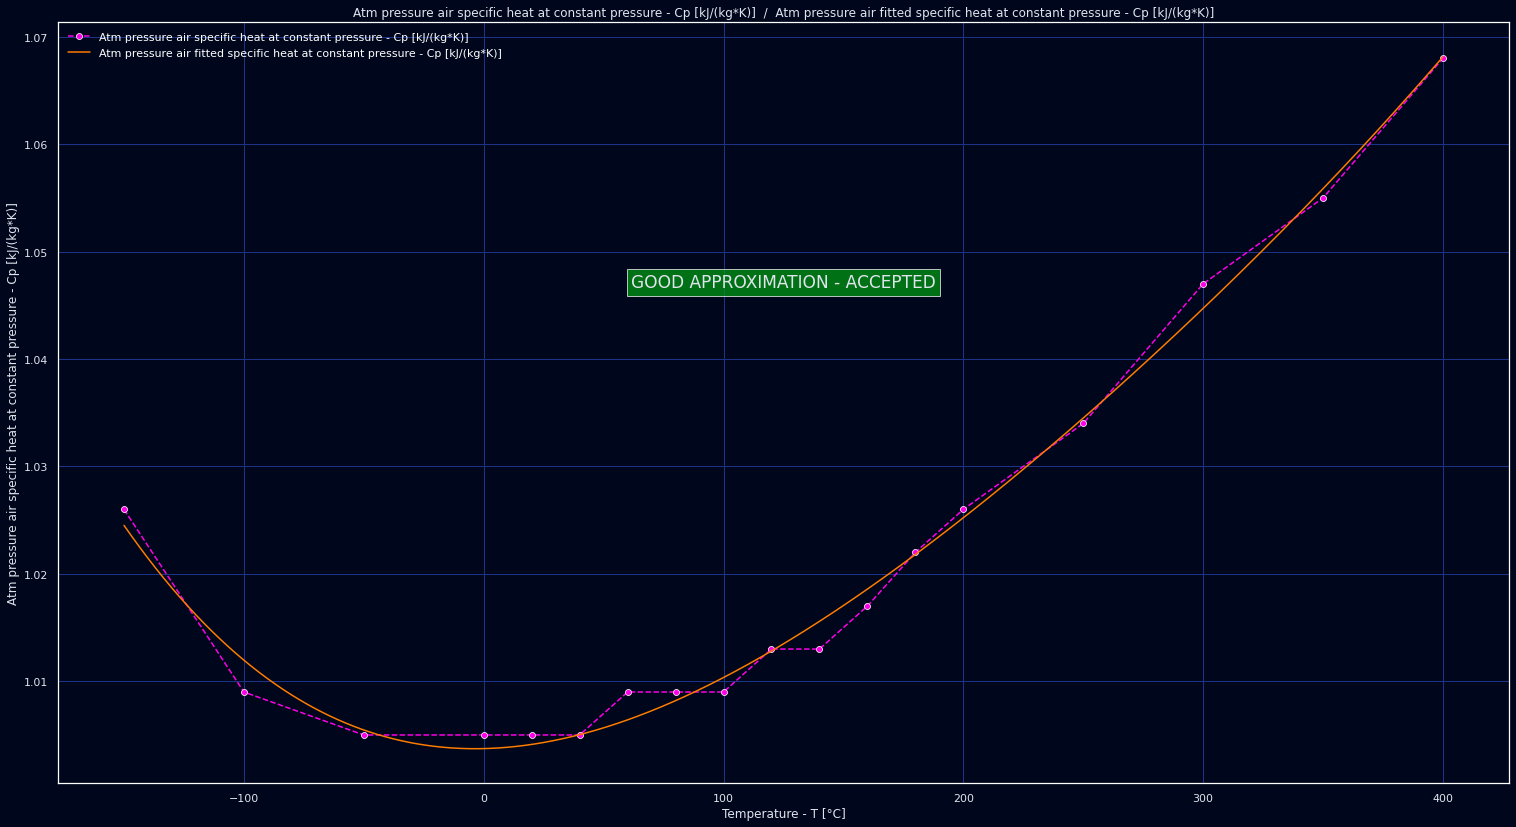 Atm pressure air specific heat at constant pressure - Cp [kJ/(kg*K)]  /  Atm pressure air fitted specific heat at constant pressure - Cp [kJ/(kg*K)]
Atm pressure air specific heat at constant pressure - Cp [kJ/(kg*K)]
Atm pressure air fitted specific heat at constant pressure - Cp [kJ/(kg*K)]
Atm pressure air specific heat at constant pressure - Cp [kJ/(kg*K)]
1.07
1.06
1.05
1.04
1.03
1.02
1.01
GOOD APPROXIMATION - ACCEPTED
−100
0
100
200
300
400
Temperature - T [°C]